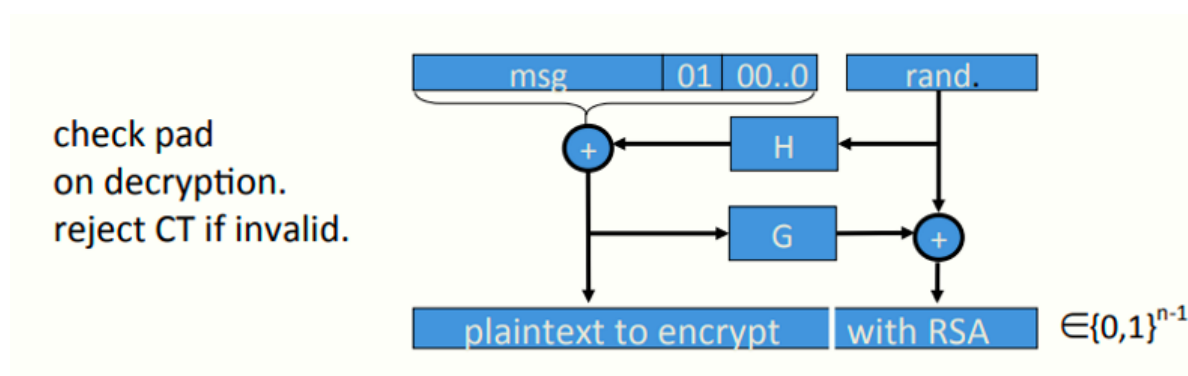 msg 01 00..0 rand.
check pad
on decryption.
reject CT if invalid.
+ H
G +
plaintext to encrypt with RSA ∈{0,1}ⁿ⁻¹